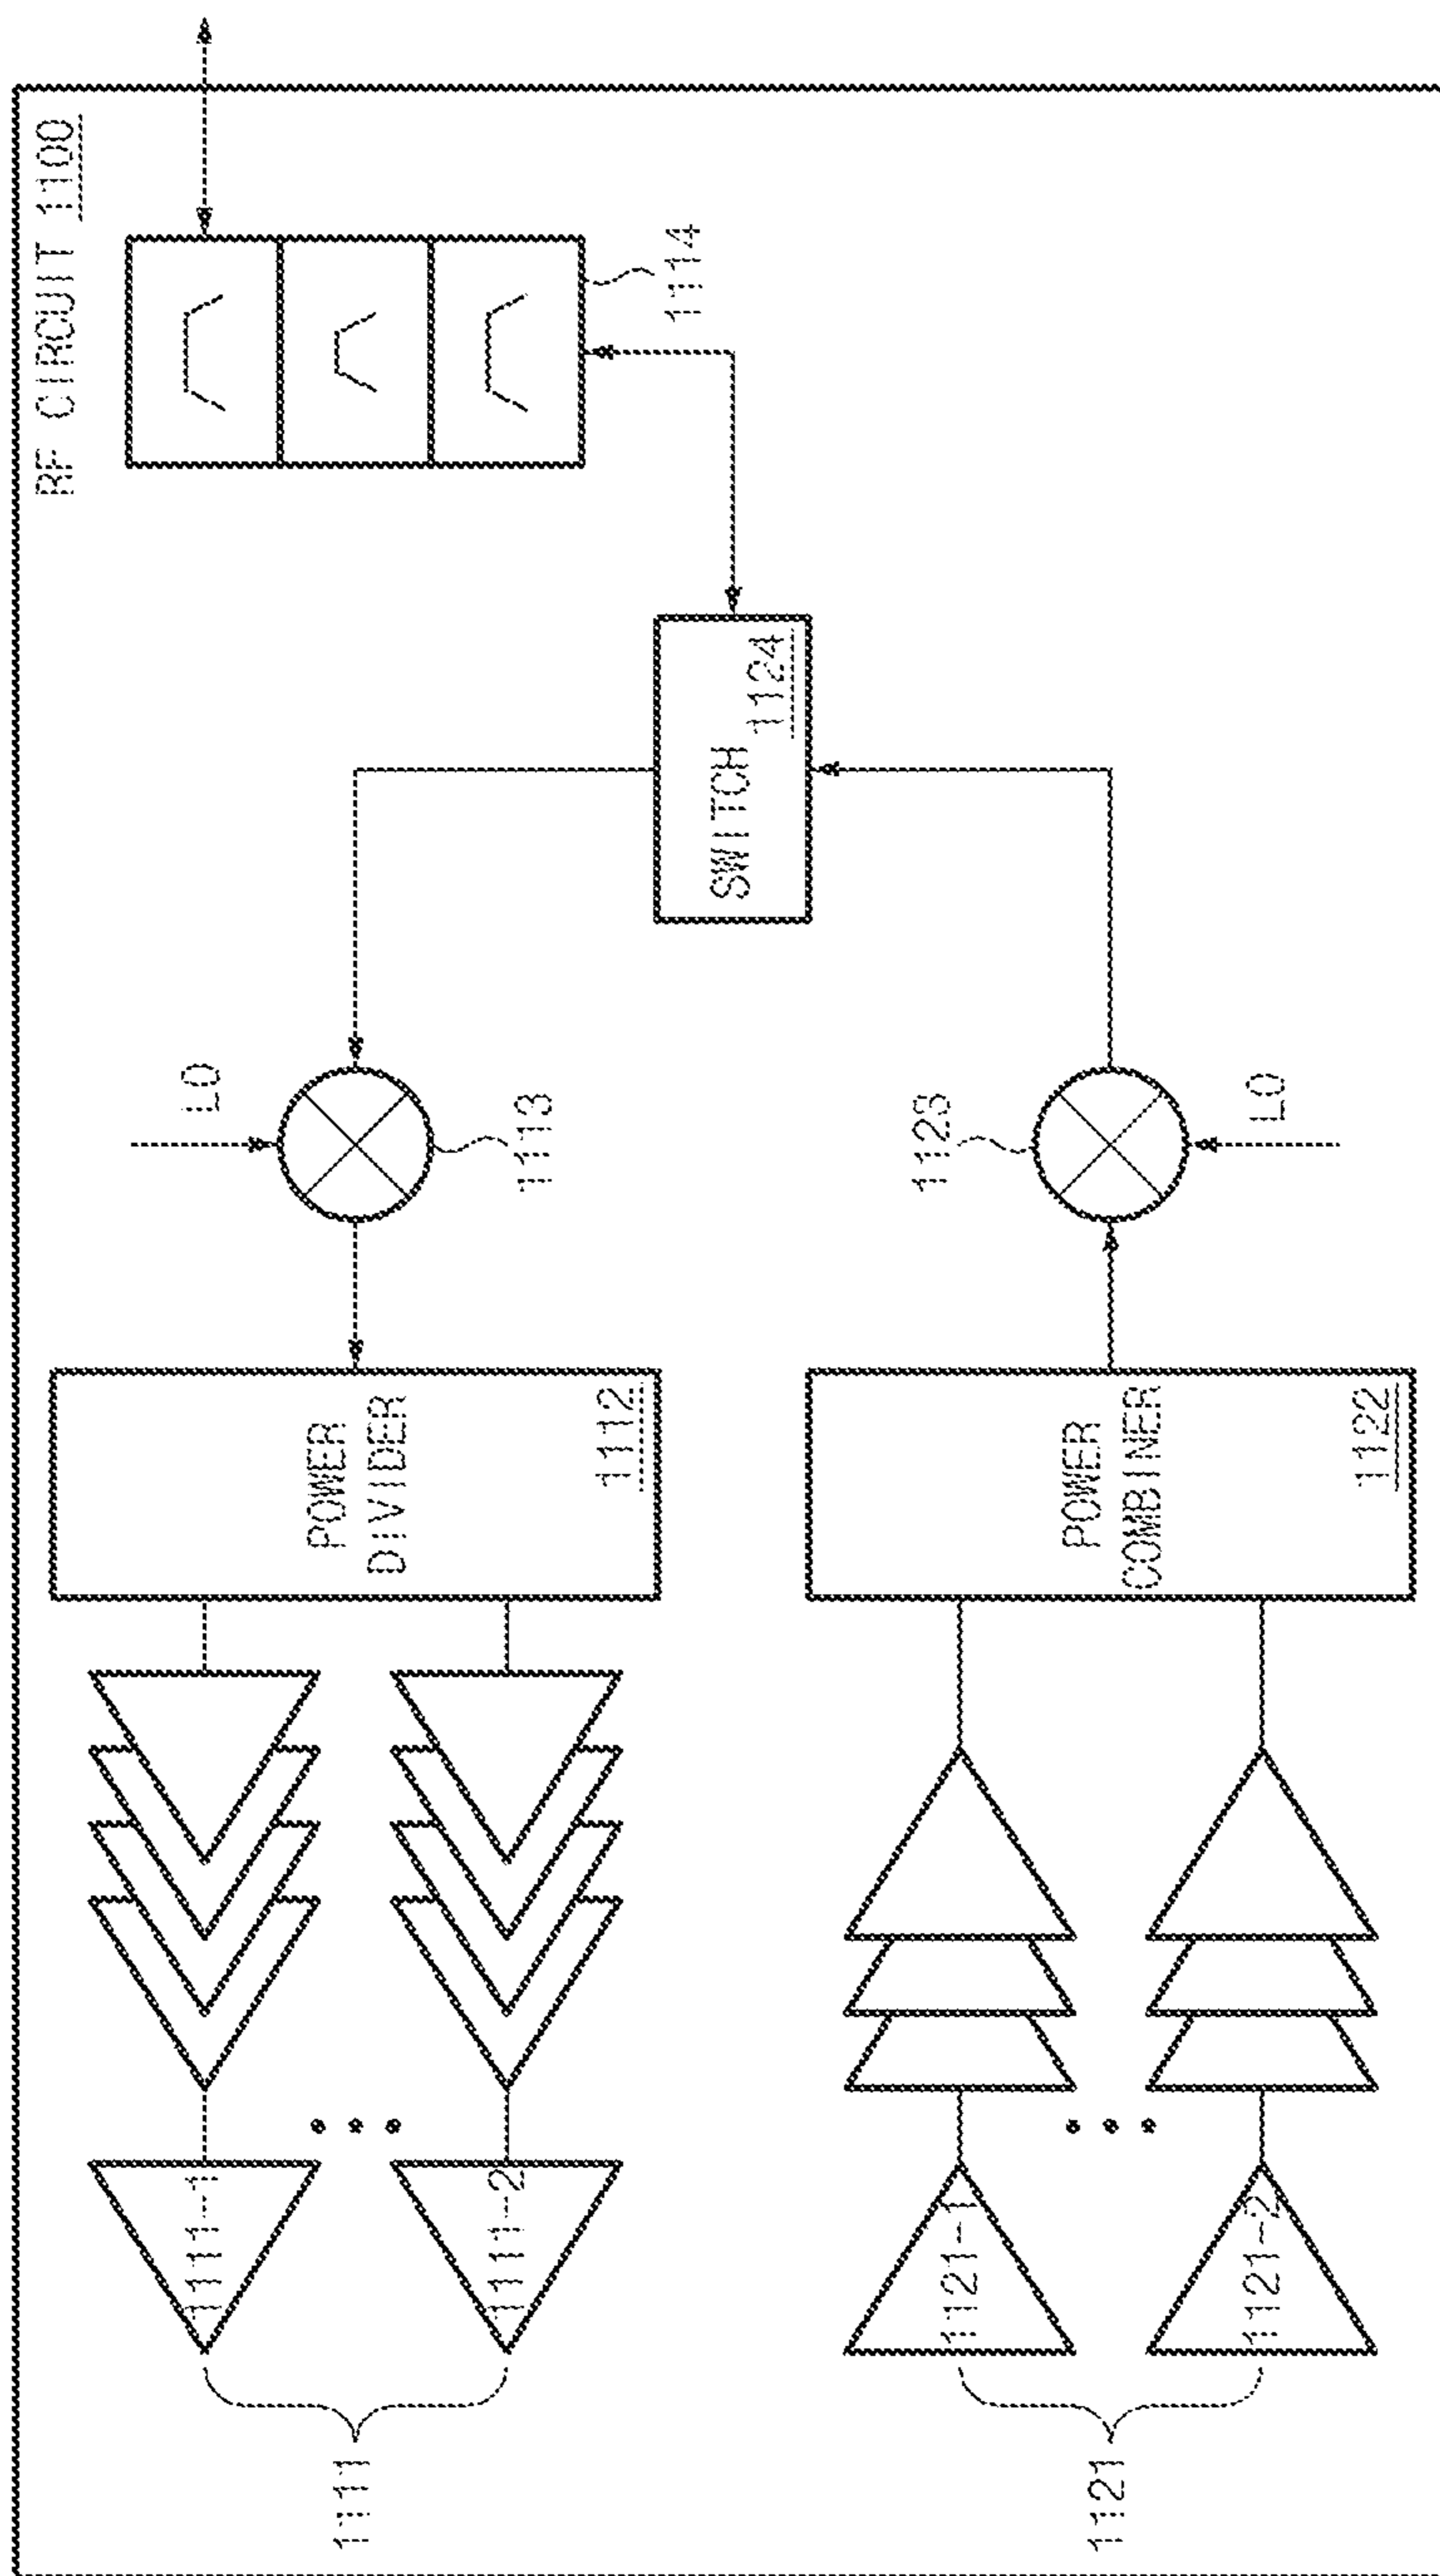 RF CIRCUIT 1100
1111
1111-1
1111-2
POWER
DIVIDER
1112
LO
1113
1114
SWITCH
1124
1121
1121-1
1121-2
POWER
COMBINER
1122
1123
LO